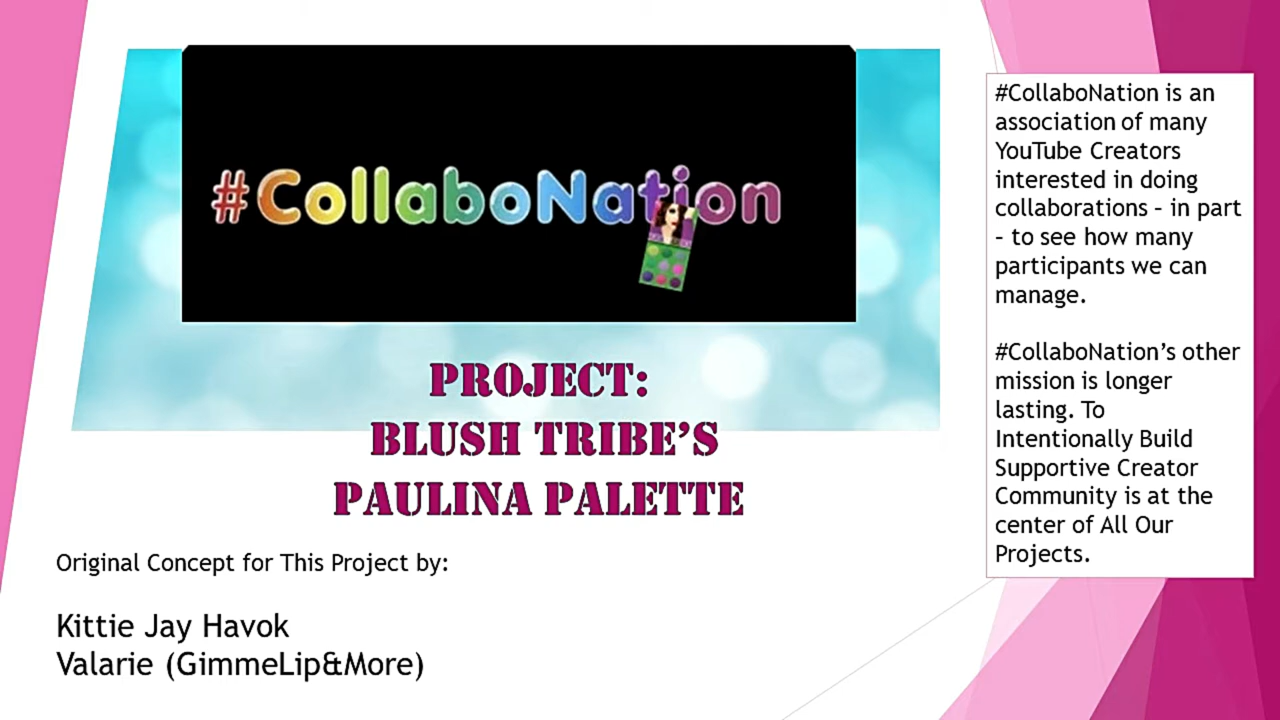 #CollaboNation
PROJECT:
BLUSH TRIBE’S
PAULINA PALETTE
Original Concept for This Project by:
Kittie Jay Havok
Valarie (GimmeLip&More)
#CollaboNation is an
association of many
YouTube Creators
interested in doing
collaborations – in part
– to see how many
participants we can
manage.
#CollaboNation’s other
mission is longer
lasting. To
Intentionally Build
Supportive Creator
Community is at the
center of All Our
Projects.